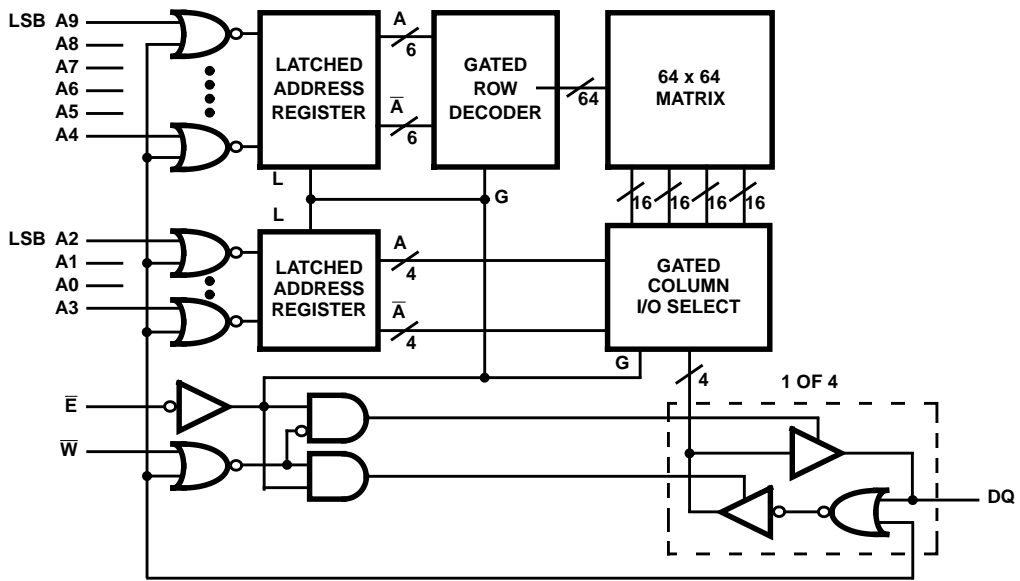 LSB A9
A8
A7
A6
A5
A4
LATCHED
ADDRESS
REGISTER
A
6
A̅
6
GATED
ROW
DECODER
64
64 x 64
MATRIX
L
G
16
16
16
16
L
LSB A2
A1
A0
A3
LATCHED
ADDRESS
REGISTER
A
4
A̅
4
GATED
COLUMN
I/O SELECT
G
4
1 OF 4
E̅
W̅
DQ